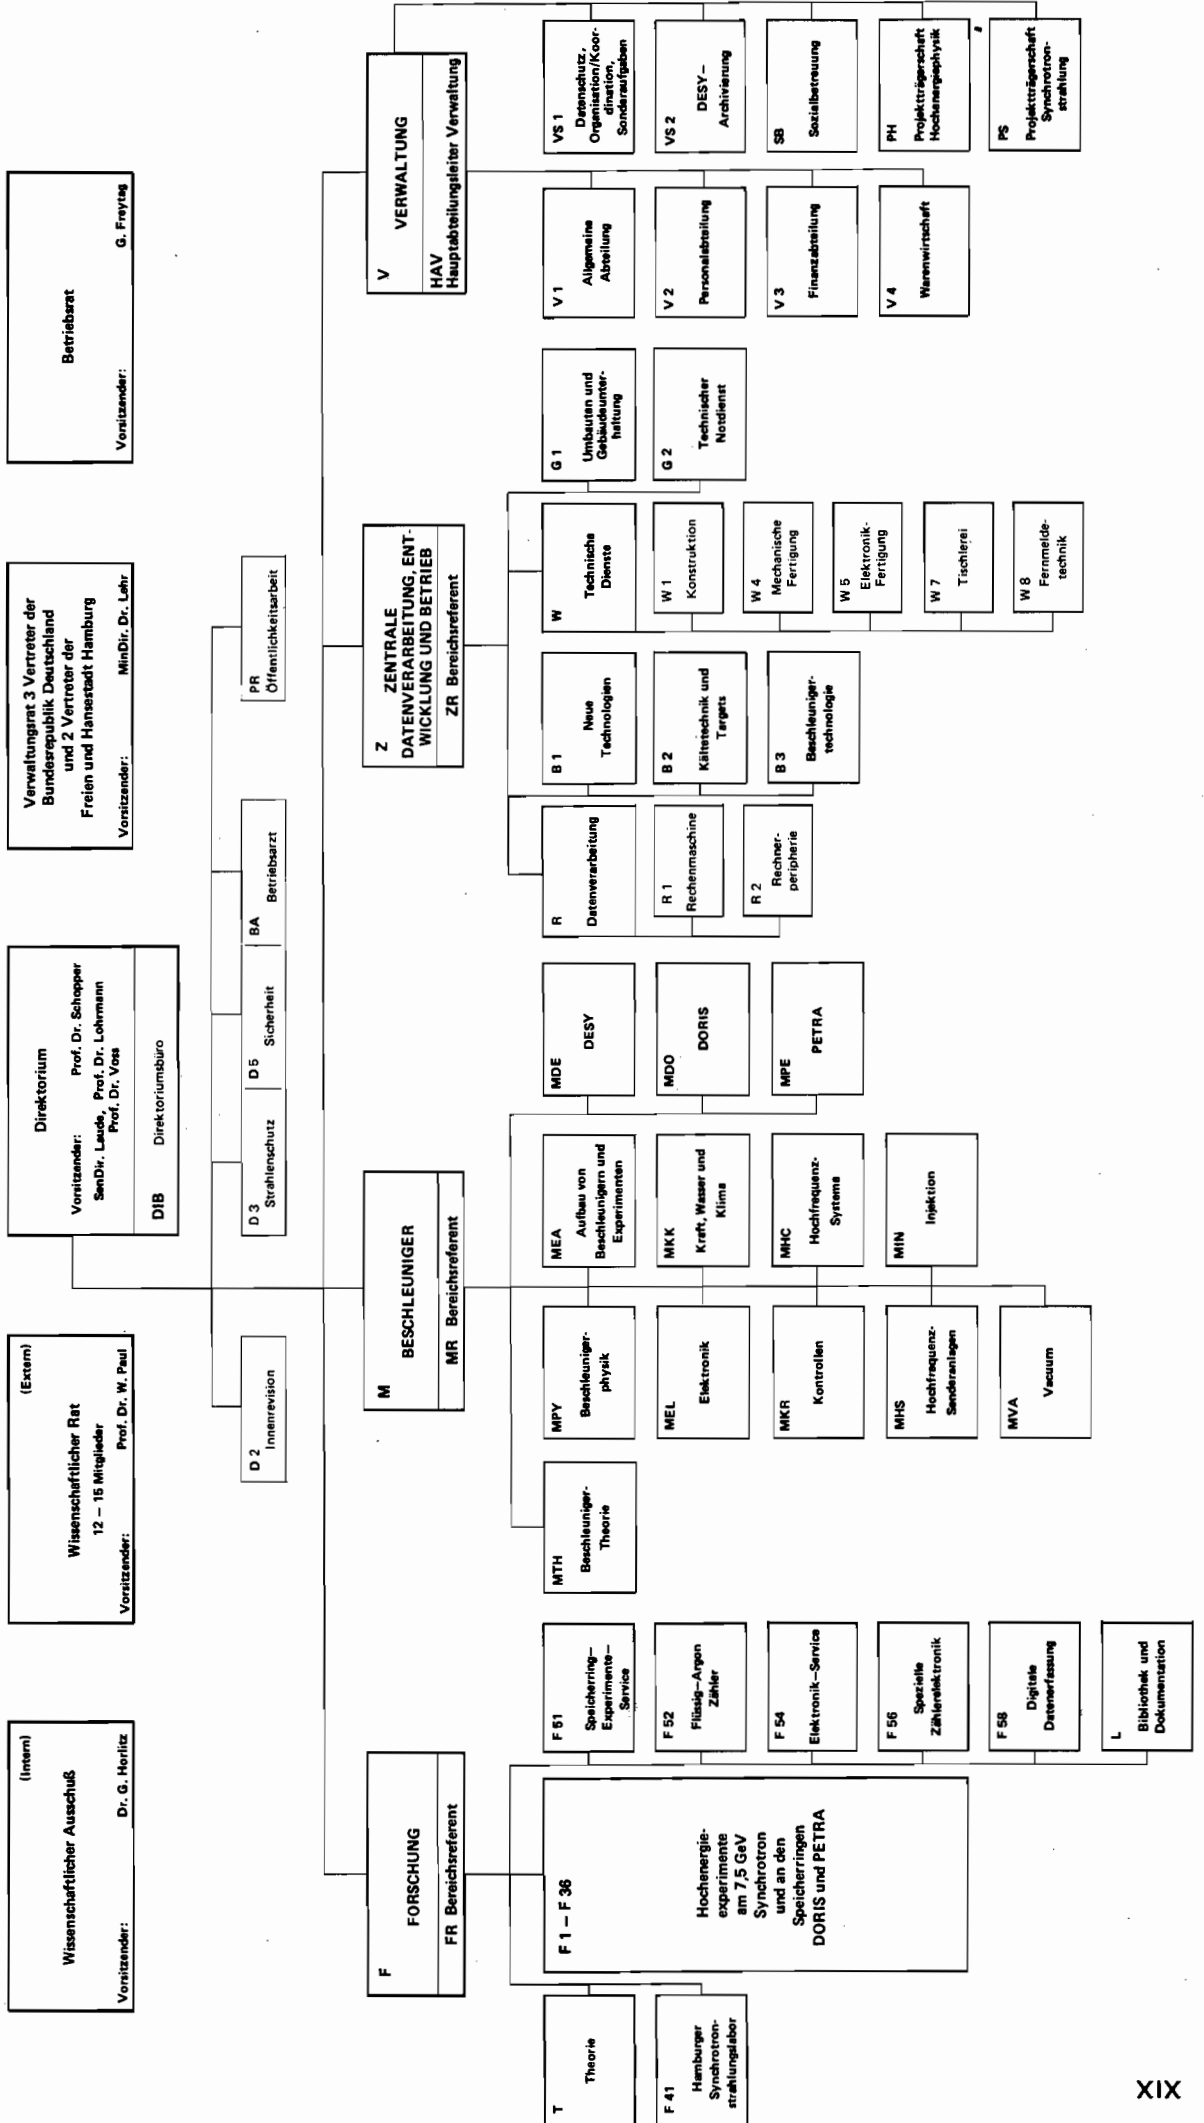 (Intern)
Wissenschaftlicher Ausschuß
Vorsitzender: Dr. G. Horlitz
(Extern)
Wissenschaftlicher Rat
12 – 15 Mitglieder
Vorsitzender: Prof. Dr. W. Paul
Direktorium
Vorsitzender: Prof. Dr. Schopper
SenDir. Laude, Prof. Dr. Lohrmann
Prof. Dr. Voss
DIB Direktoriumsbüro
Verwaltungsrat 3 Vertreter der
Bundesrepublik Deutschland
und 2 Vertreter der
Freien und Hansestadt Hamburg
Vorsitzender: MinDir. Dr. Lehr
Betriebsrat
Vorsitzender: G. Freytag
D 2
Innenrevision
D 3
Strahlenschutz
D 5
Sicherheit
BA
Betriebsarzt
PR
Öffentlichkeitsarbeit
F
FORSCHUNG
FR Bereichsreferent
M
BESCHLEUNIGER
MR Bereichsreferent
Z
ZENTRALE
DATENVERARBEITUNG, ENT-
WICKLUNG UND BETRIEB
ZR Bereichsreferent
V
VERWALTUNG
HAV
Hauptabteilungsleiter Verwaltung
T
Theorie
F 41
Hamburger
Synchrotron-
strahlungslabor
F 1 – F 36
Hochenergie-
experimente
am 7,5 GeV
Synchrotron
und an den
Speicherringen
DORIS und PETRA
F 51
Speicherring–
Experimente–
Service
F 52
Flüssig–Argon
Zähler
F 54
Elektronik–Service
F 56
Spezielle
Zählerelektronik
F 58
Digitale
Datenerfassung
L
Bibliothek und
Dokumentation
MTH
Beschleuniger-
Theorie
MPY
Beschleuniger-
physik
MEL
Elektronik
MKR
Kontrollen
MHS
Hochfrequenz-
Senderanlagen
MVA
Vacuum
MEA
Aufbau von
Beschleunigern und
Experimenten
MKK
Kraft, Wasser und
Klima
MHC
Hochfrequenz-
Systeme
MIN
Injektion
MDE
DESY
MDO
DORIS
MPE
PETRA
R
Datenverarbeitung
R 1
Rechenmaschine
R 2
Rechner-
peripherie
B 1
Neue
Technologien
B 2
Kältetechnik und
Targets
B 3
Beschleuniger-
technologie
W
Technische
Dienste
W 1
Konstruktion
W 4
Mechanische
Fertigung
W 5
Elektronik-
Fertigung
W 7
Tischlerei
W 8
Fernmelde-
technik
G 1
Umbauten und
Gebäudeunter-
haltung
G 2
Technischer
Notdienst
V 1
Allgemeine
Abteilung
V 2
Personalabteilung
V 3
Finanzabteilung
V 4
Warenwirtschaft
VS 1
Datenschutz,
Organisation/Koor-
dination,
Sonderaufgaben
VS 2
DESY–
Archivierung
SB
Sozialbetreuung
PH
Projektträgerschaft
Hochenergiephysik
PS
Projektträgerschaft
Synchrotron-
strahlung
XIX